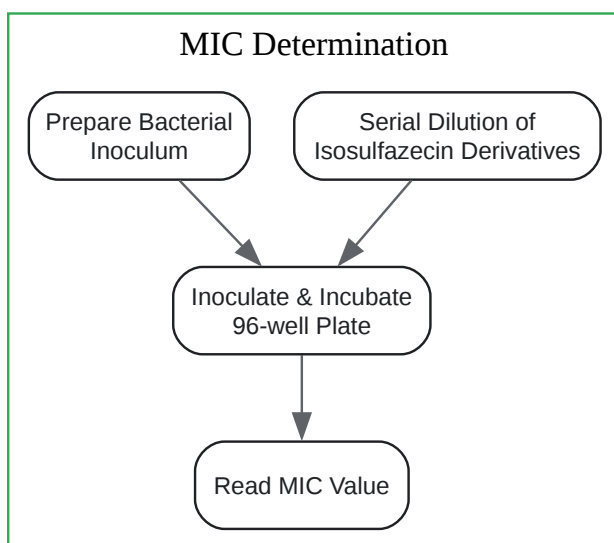 MIC Determination
Prepare Bacterial
Inoculum
Serial Dilution of
Isosulfazecin Derivatives
Inoculate & Incubate
96-well Plate
Read MIC Value